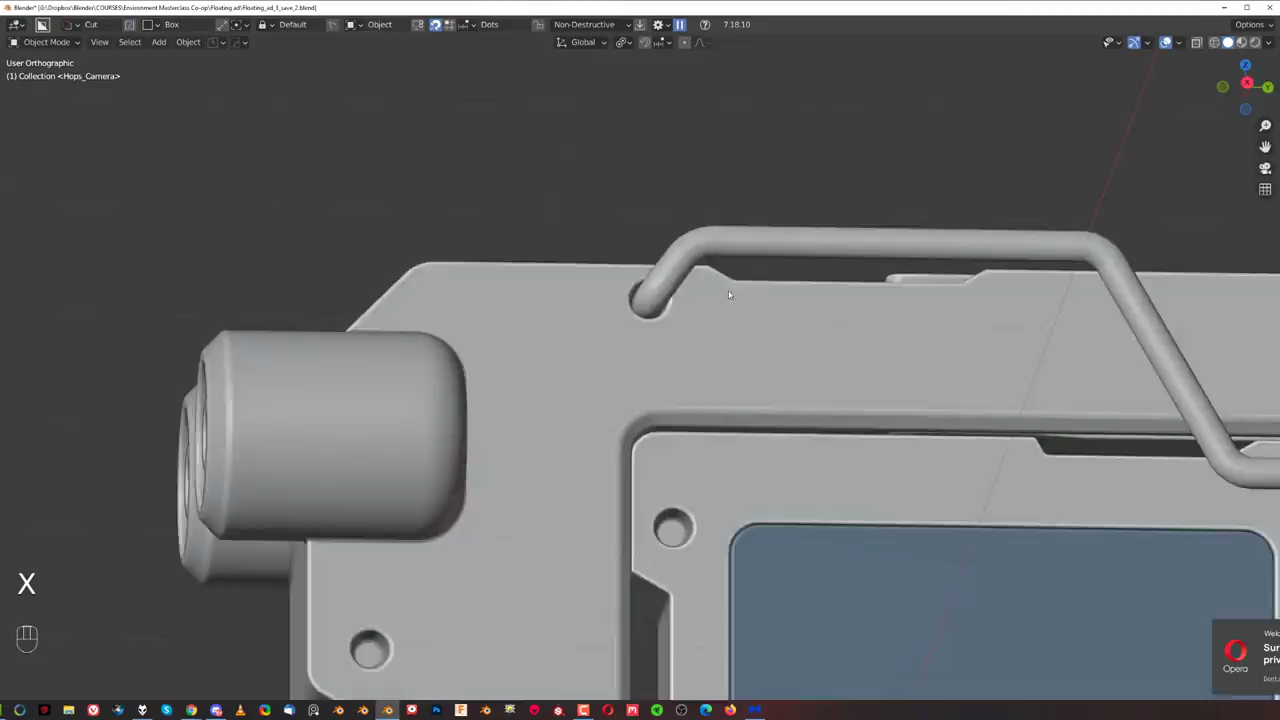 Blender* [G:\Dropbox\Blender\COURSES\Environment Masterclass Co-op\Floating ad\Floating_ad_3_save_2.blend]
Cut
Box
Default
Object
Dots
Non-Destructive
7.18.10
Options
Object Mode
View
Select
Add
Object
Global
User Orthographic
(1) Collection <Hops_Camera>
Z
X
Y
X
Opera